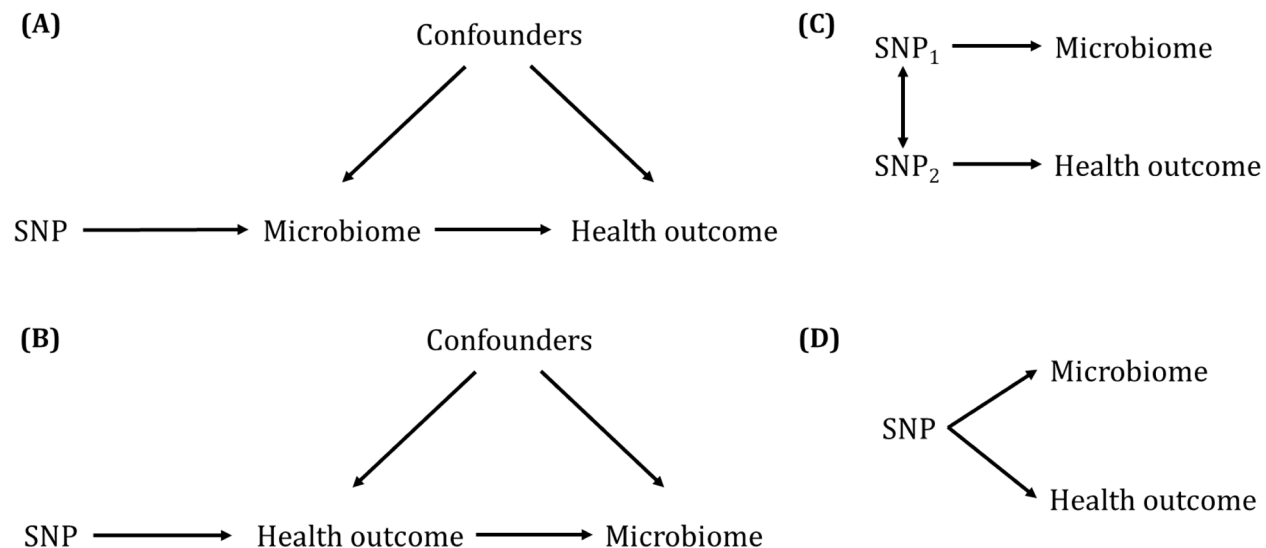 (A)
Confounders
SNP Microbiome Health outcome
(B)
Confounders
SNP Health outcome Microbiome
(C)
SNP₁ Microbiome
SNP₂ Health outcome
(D)
Microbiome
SNP
Health outcome